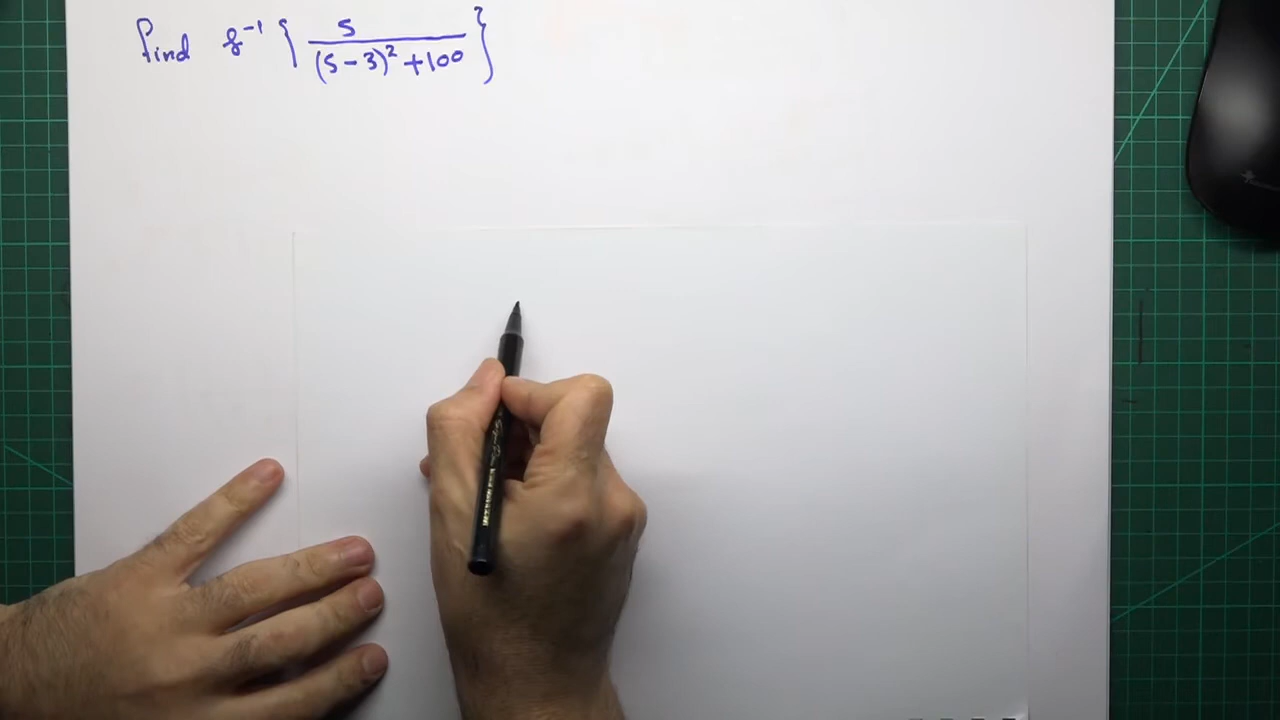 find ℒ⁻¹ { s / ((s-3)² + 100) }